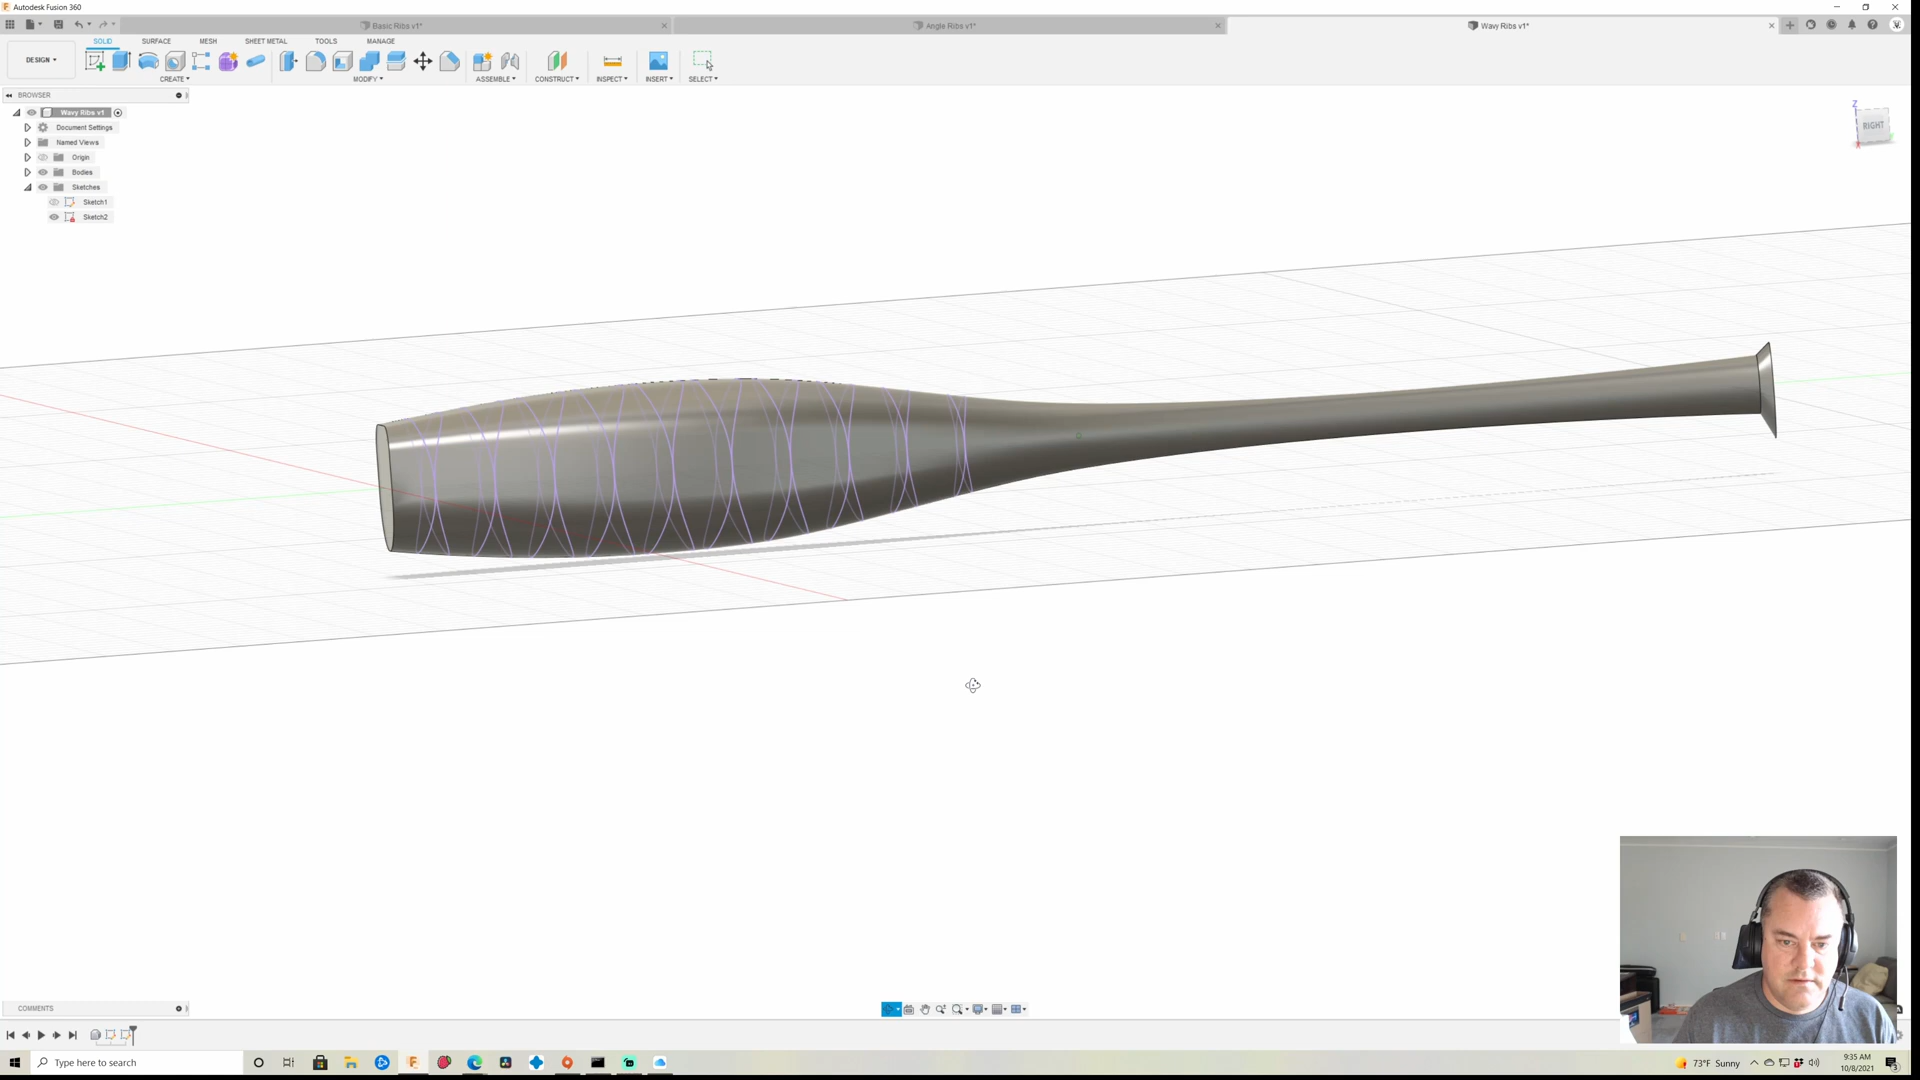 Autodesk Fusion 360
Basic Ribs v1*
Angle Ribs v1*
Wavy Ribs v1*
DESIGN
SOLID
SURFACE
MESH
SHEET METAL
TOOLS
MANAGE
CREATE
MODIFY
ASSEMBLE
CONSTRUCT
INSPECT
INSERT
SELECT
BROWSER
Wavy Ribs v1
Document Settings
Named Views
Origin
Bodies
Sketches
Sketch1
Sketch2
Z
RIGHT
COMMENTS
Type here to search
73°F Sunny
9:35 AM
10/8/2021